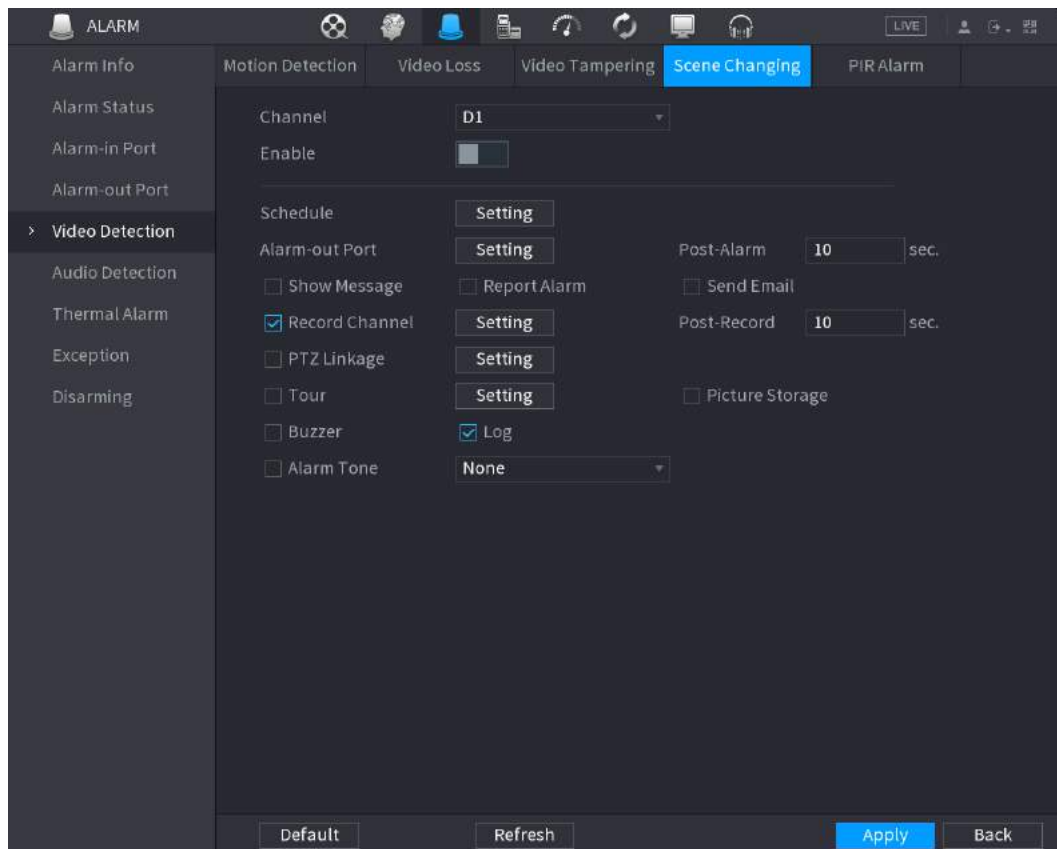 ALARM
LIVE
Alarm Info
Alarm Status
Alarm-in Port
Alarm-out Port
> Video Detection
Audio Detection
Thermal Alarm
Exception
Disarming
Motion Detection Video Loss Video Tampering Scene Changing PIR Alarm
Channel D1
Enable
Schedule Setting
Alarm-out Port Setting Post-Alarm 10 sec.
Show Message Report Alarm Send Email
Record Channel Setting Post-Record 10 sec.
PTZ Linkage Setting
Tour Setting Picture Storage
Buzzer Log
Alarm Tone None
Default Refresh Apply Back